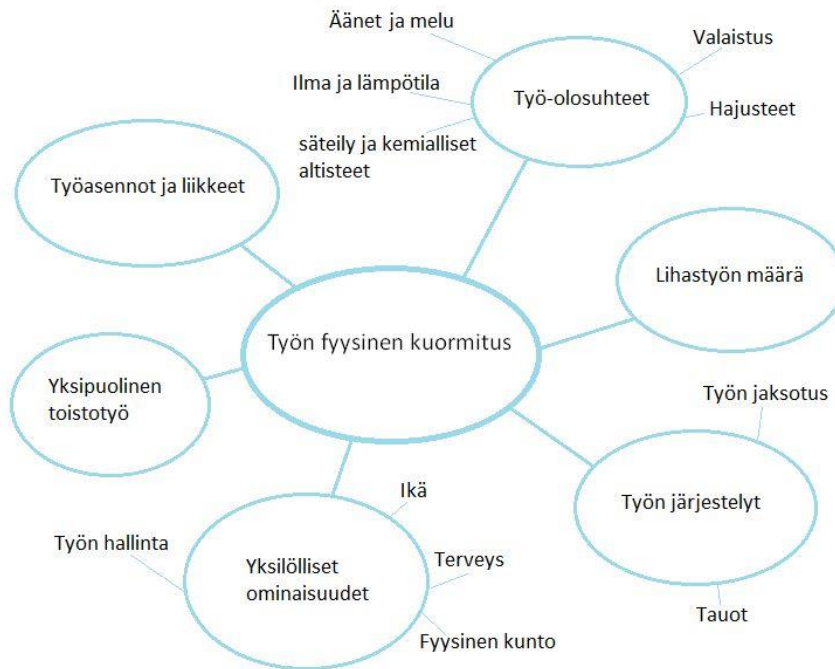 Äänet ja melu
Valaistus
Ilma ja lämpötila
Työ-olosuhteet
Hajusteet
säteily ja kemialliset
altisteet
Työasennot ja liikkeet
Lihastyön määrä
Työn fyysinen kuormitus
Yksipuolinen
toistotyö
Työn jaksotus
Työn järjestelyt
Tauot
Ikä
Työn hallinta
Yksilölliset
ominaisuudet
Terveys
Fyysinen kunto